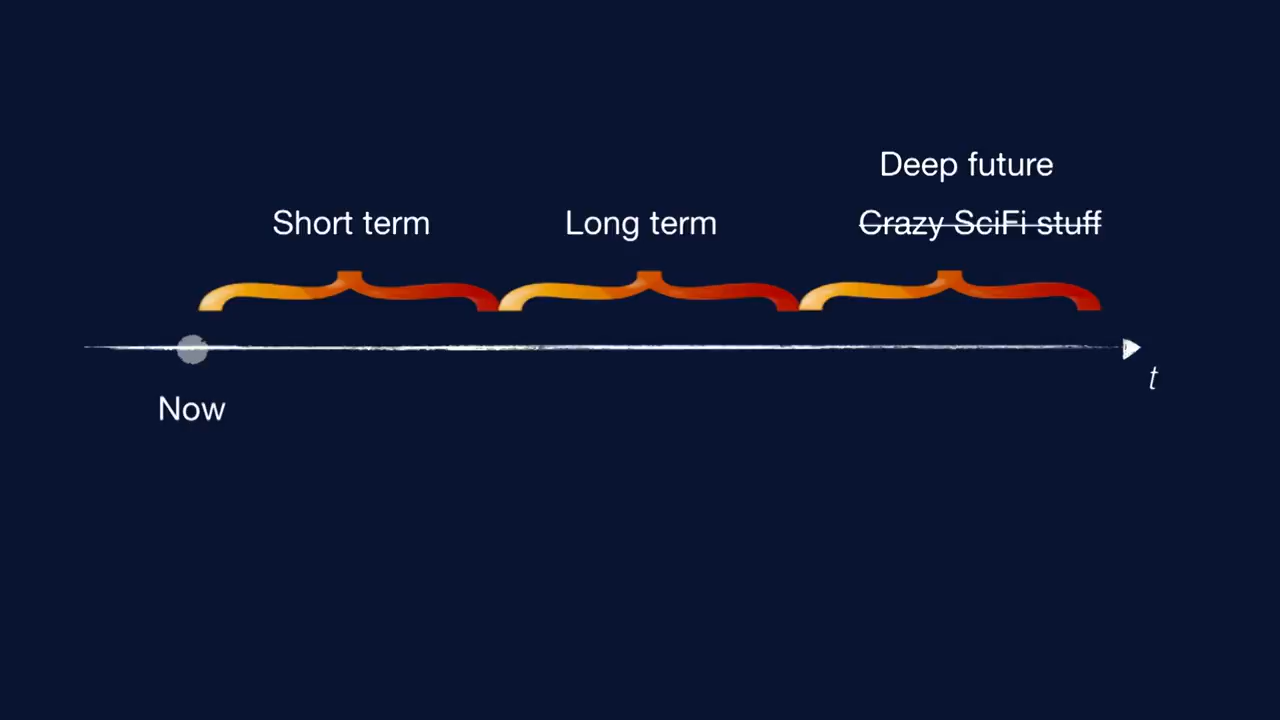 Deep future
Short term
Long term
Crazy SciFi stuff
t
Now